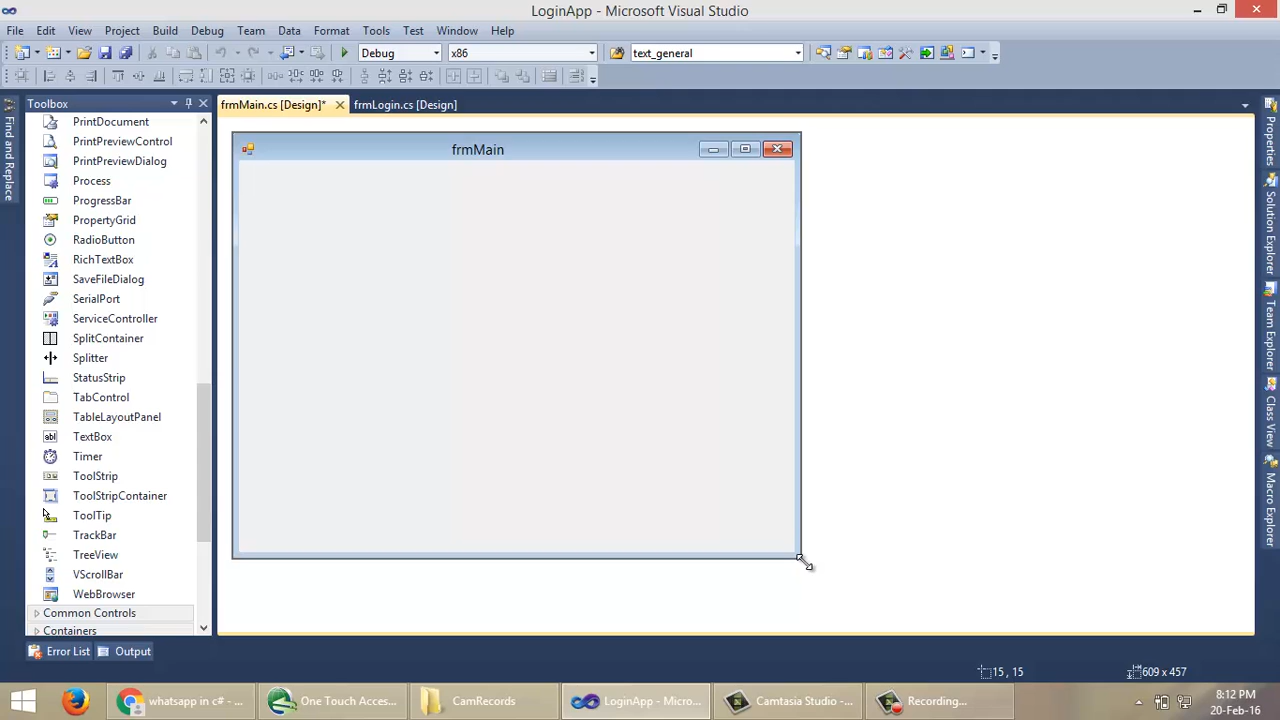 LoginApp - Microsoft Visual Studio
File Edit View Project Build Debug Team Data Format Tools Test Window Help
Debug x86 text_general
Toolbox
frmMain.cs [Design]* frmLogin.cs [Design]
Find and Replace
PrintDocument
PrintPreviewControl
PrintPreviewDialog
Process
ProgressBar
PropertyGrid
RadioButton
RichTextBox
SaveFileDialog
SerialPort
ServiceController
SplitContainer
Splitter
StatusStrip
TabControl
TableLayoutPanel
TextBox
Timer
ToolStrip
ToolStripContainer
ToolTip
TrackBar
TreeView
VScrollBar
WebBrowser
Common Controls
Containers
frmMain
Properties
Solution Explorer
Team Explorer
Class View
Macro Explorer
Error List Output
15, 15 609 x 457
whatsapp in c# - ... One Touch Acces... CamRecords LoginApp - Micro... Camtasia Studio -... Recording...
8:12 PM
20-Feb-16